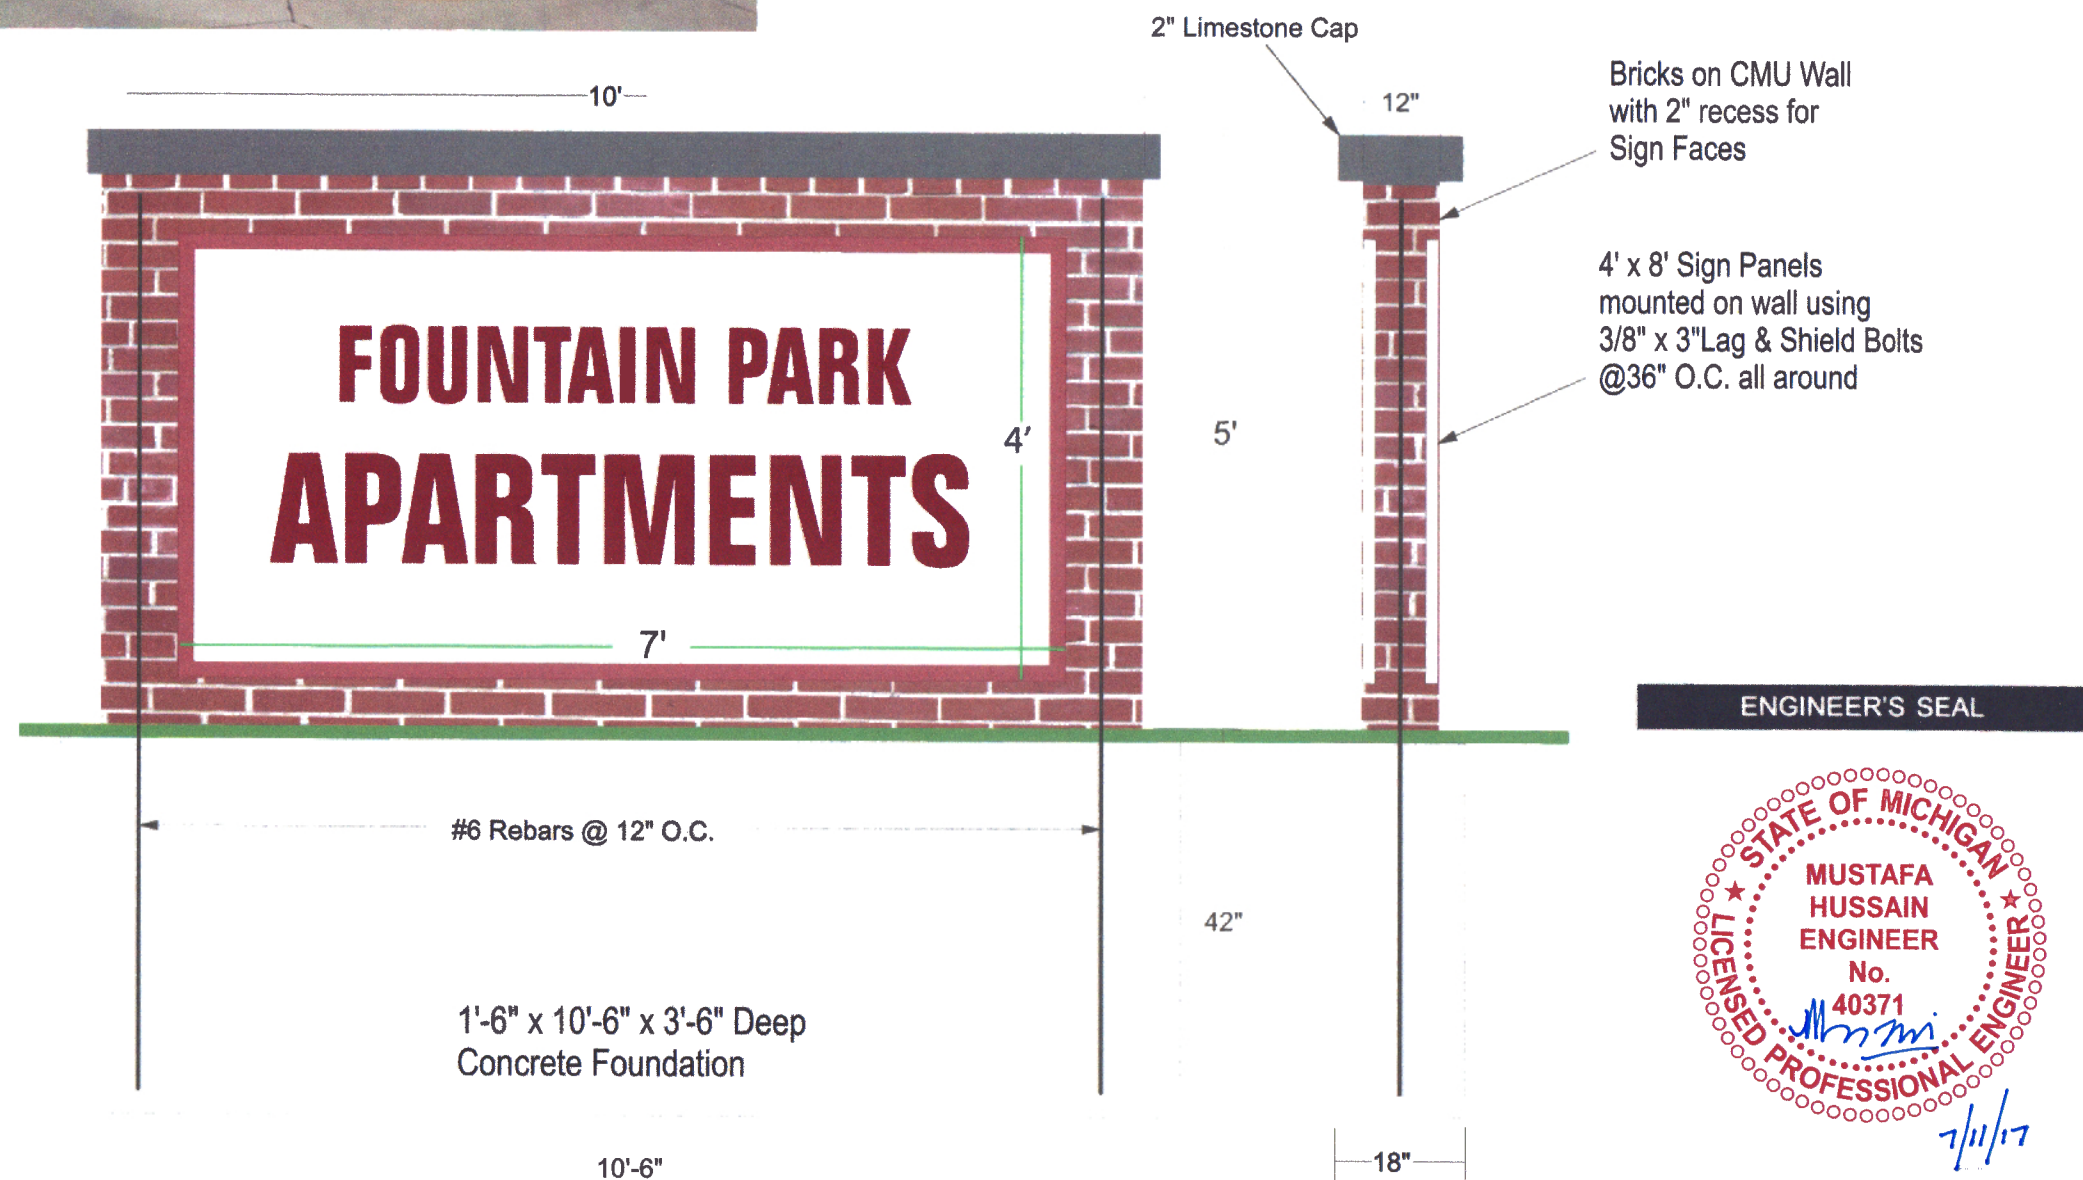 2" Limestone Cap
10'
12"
Bricks on CMU Wall
with 2" recess for
Sign Faces
4' x 8' Sign Panels
mounted on wall using
3/8" x 3"Lag & Shield Bolts
@36" O.C. all around
FOUNTAIN PARK
APARTMENTS
4'
7'
5'
#6 Rebars @ 12" O.C.
42"
1'-6" x 10'-6" x 3'-6" Deep
Concrete Foundation
10'-6"
18"
ENGINEER'S SEAL
STATE OF MICHIGAN
MUSTAFA
HUSSAIN
ENGINEER
No.
40371
LICENSED PROFESSIONAL ENGINEER
7/11/17